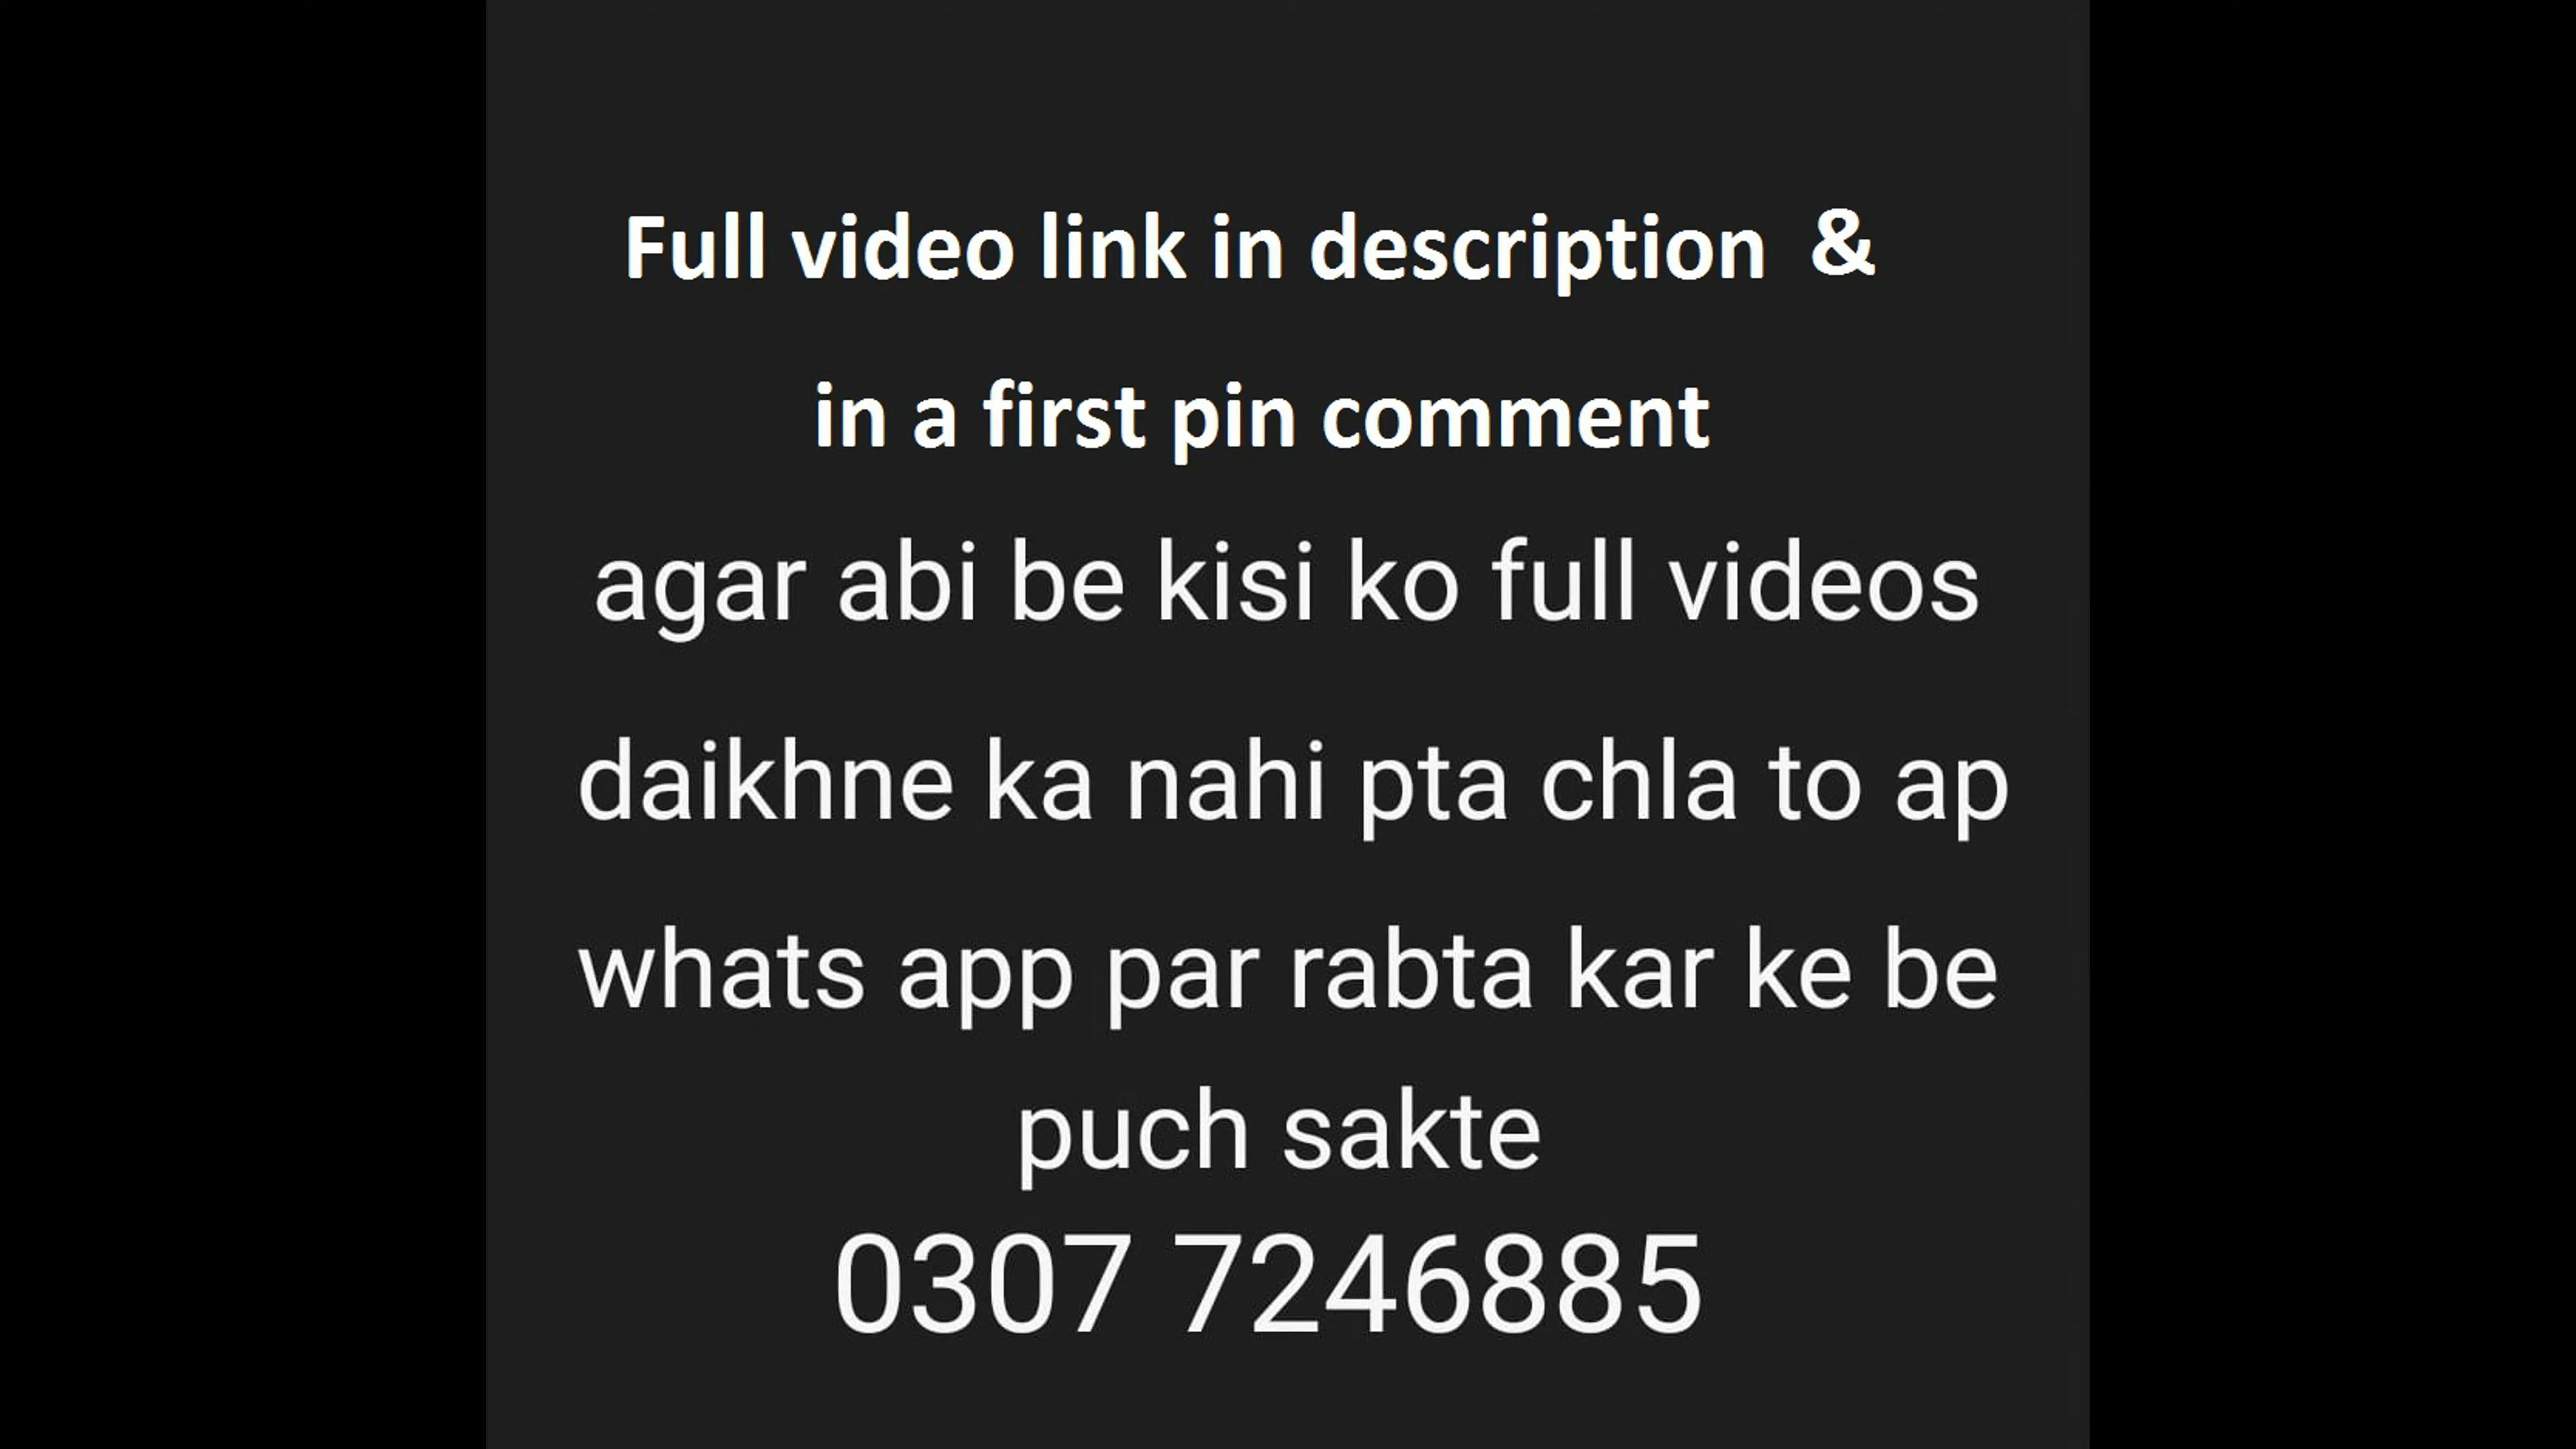 Full video link in description &
in a first pin comment
agar abi be kisi ko full videos
daikhne ka nahi pta chla to ap
whats app par rabta kar ke be
puch sakte
0307 7246885